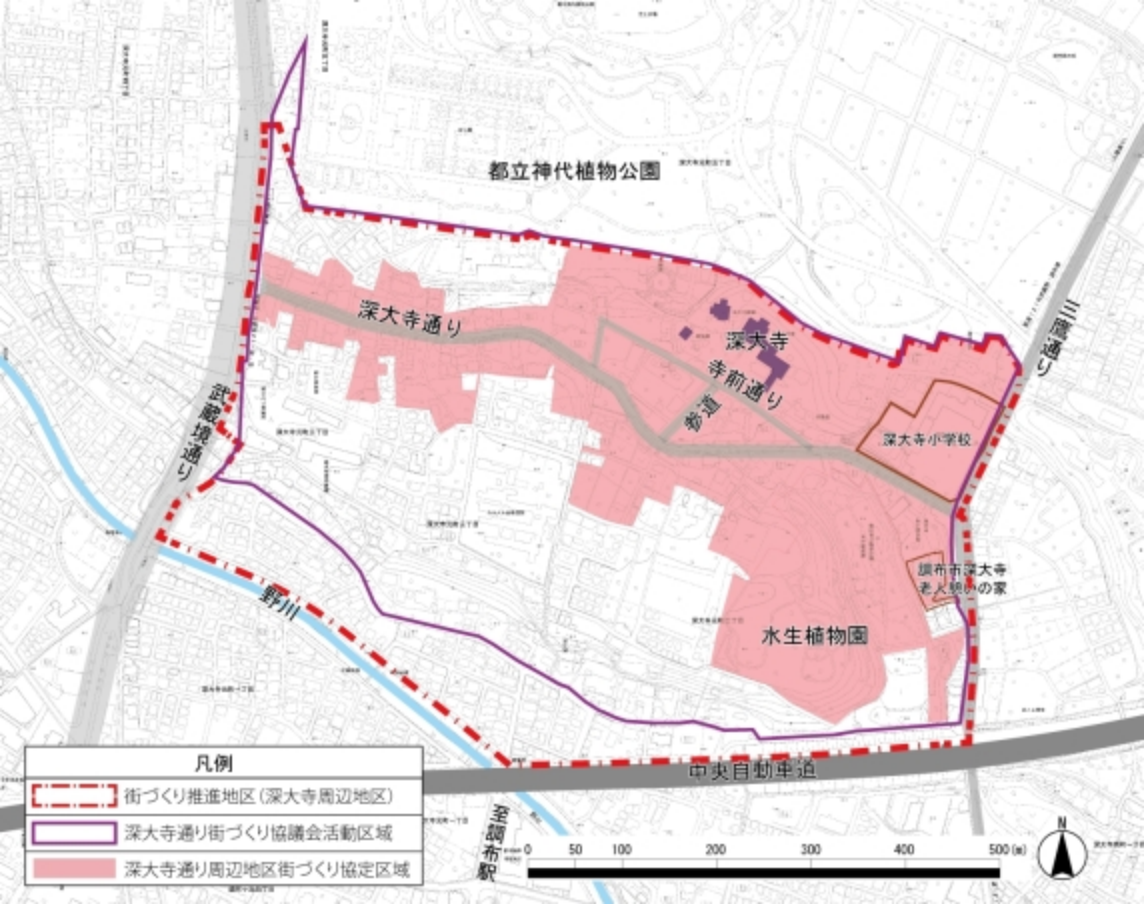 都立神代植物公園
深大寺通り
深大寺
寺前通り
参道
三鷹通り
武蔵境通り
深大寺小学校
調布市深大寺
老人憩いの家
野川
水生植物園
中央自動車道
至調布駅
凡例
街づくり推進地区(深大寺周辺地区)
深大寺通り街づくり協議会活動区域
深大寺通り周辺地区街づくり協定区域
0 50 100 200 300 400 500(m)
N